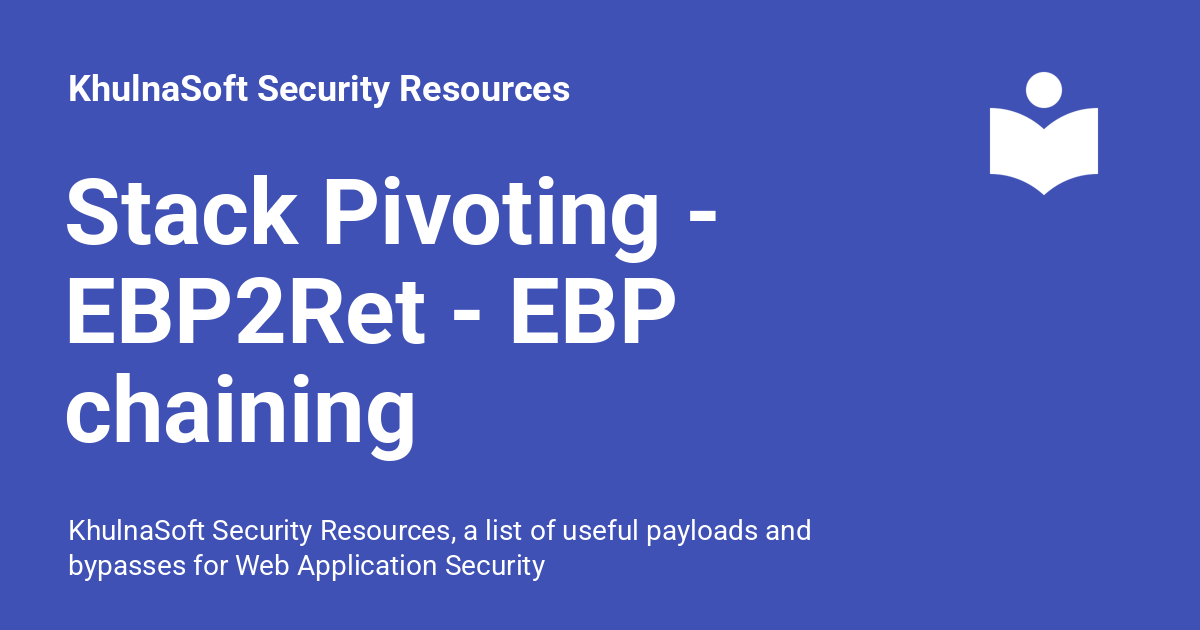 KhulnaSoft Security Resources
Stack Pivoting -
EBP2Ret - EBP
chaining
KhulnaSoft Security Resources, a list of useful payloads and
bypasses for Web Application Security